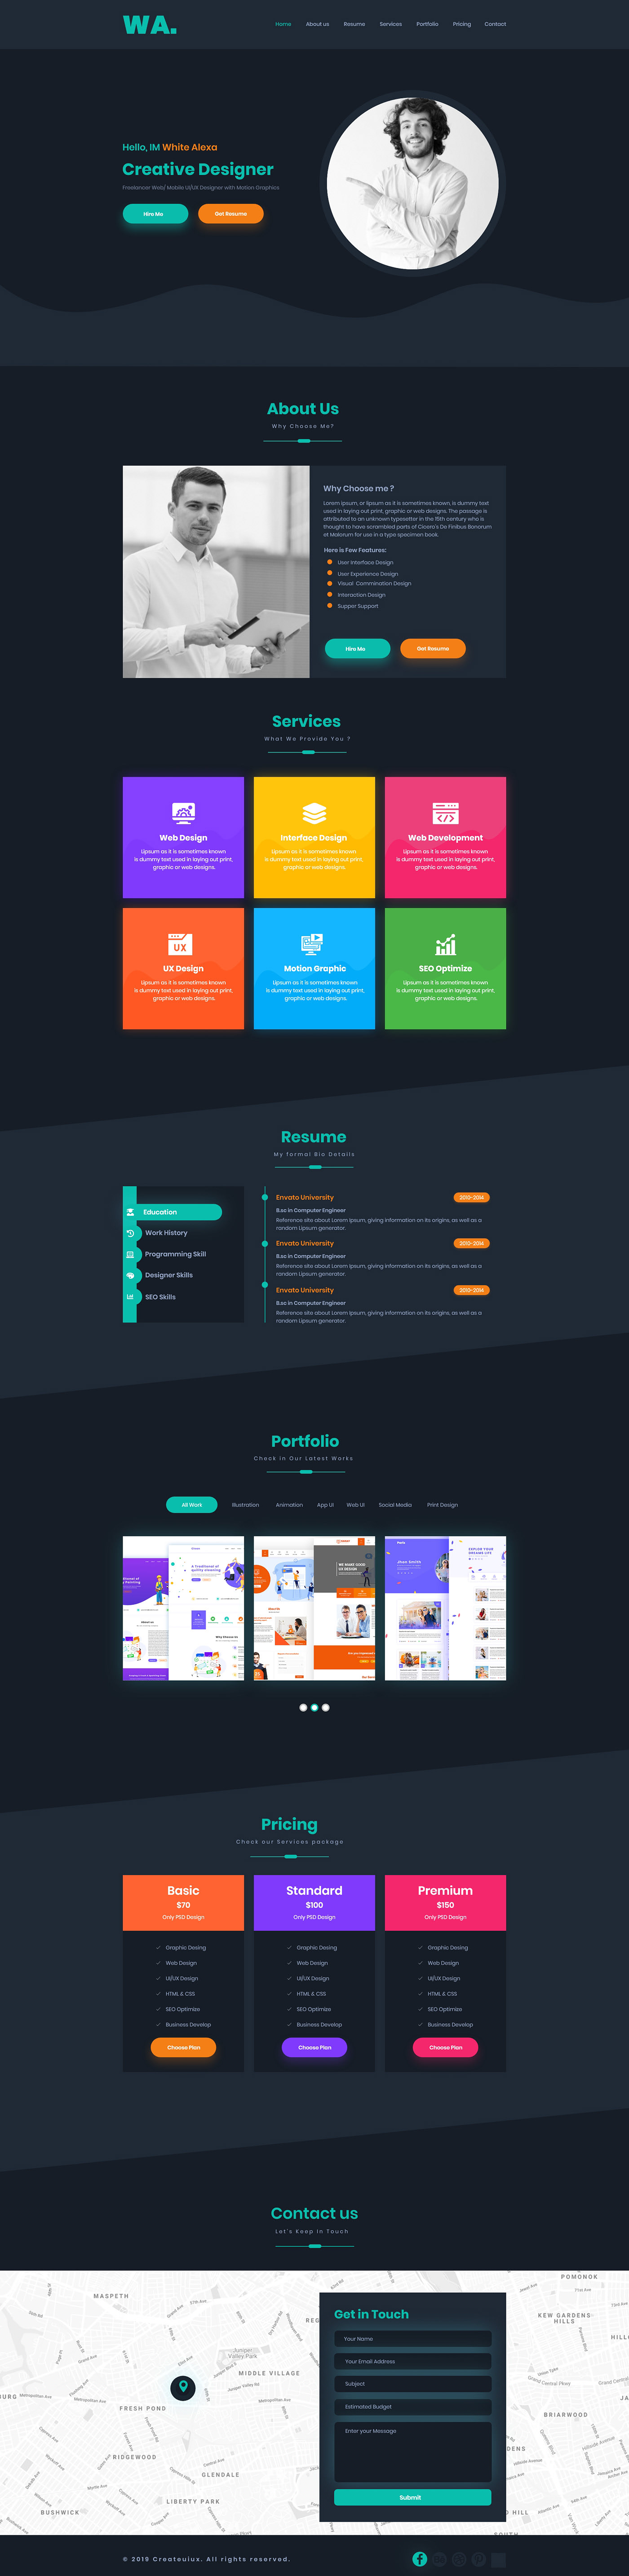 WA.
Home About us Resume Services Portfolio Pricing Contact
Hello, IM White Alexa
Creative Designer
Freelancer Web/ Mobile UI/UX Designer with Motion Graphics
Hire Me Get Resume
About Us
Why Choose Me?
Why Choose me ?
Lorem ipsum, or lipsum as it is sometimes known, is dummy text
used in laying out print, graphic or web designs. The passage is
attributed to an unknown typesetter in the 15th century who is
thought to have scrambled parts of Cicero's De Finibus Bonorum
et Malorum for use in a type specimen book.
Here is Few Features:
User Interface Design
User Experience Design
Visual Commination Design
Interaction Design
Supper Support
Hire Me Get Resume
Services
What We Provide You ?
Web Design
Lipsum as it is sometimes known
is dummy text used in laying out print,
graphic or web designs.
Interface Design
Lipsum as it is sometimes known
is dummy text used in laying out print,
graphic or web designs.
Web Development
Lipsum as it is sometimes known
is dummy text used in laying out print,
graphic or web designs.
UX
UX Design
Lipsum as it is sometimes known
is dummy text used in laying out print,
graphic or web designs.
Motion Graphic
Lipsum as it is sometimes known
is dummy text used in laying out print,
graphic or web designs.
SEO Optimize
Lipsum as it is sometimes known
is dummy text used in laying out print,
graphic or web designs.
Resume
My formal Bio Details
Education
Work History
Programming Skill
Designer Skills
SEO Skills
Envato University 2010-2014
B.sc in Computer Engineer
Reference site about Lorem Ipsum, giving information on its origins, as well as a
random Lipsum generator.
Envato University 2010-2014
B.sc in Computer Engineer
Reference site about Lorem Ipsum, giving information on its origins, as well as a
random Lipsum generator.
Envato University 2010-2014
B.sc in Computer Engineer
Reference site about Lorem Ipsum, giving information on its origins, as well as a
random Lipsum generator.
Portfolio
Check in Our Latest Works
All Work Illustration Animation App UI Web UI Social Media Print Design
Pricing
Check our Services package
Basic
$70
Only PSD Design
Graphic Desing
Web Design
UI/UX Design
HTML & CSS
SEO Optimize
Business Develop
Choose Plan
Standard
$100
Only PSD Design
Graphic Desing
Web Design
UI/UX Design
HTML & CSS
SEO Optimize
Business Develop
Choose Plan
Premium
$150
Only PSD Design
Graphic Desing
Web Design
UI/UX Design
HTML & CSS
SEO Optimize
Business Develop
Choose Plan
Contact us
Let's Keep In Touch
MASPETH
POMONOK
KEW GARDENS
HILLS
Juniper
Valley Park
MIDDLE VILLAGE
FRESH POND
RIDGEWOOD
GLENDALE
LIBERTY PARK
BUSHWICK
BRIARWOOD
Get in Touch
Your Name
Your Email Address
Subject
Estimated Budget
Enter your Message
Submit
© 2019 Createuiux. All rights reserved.